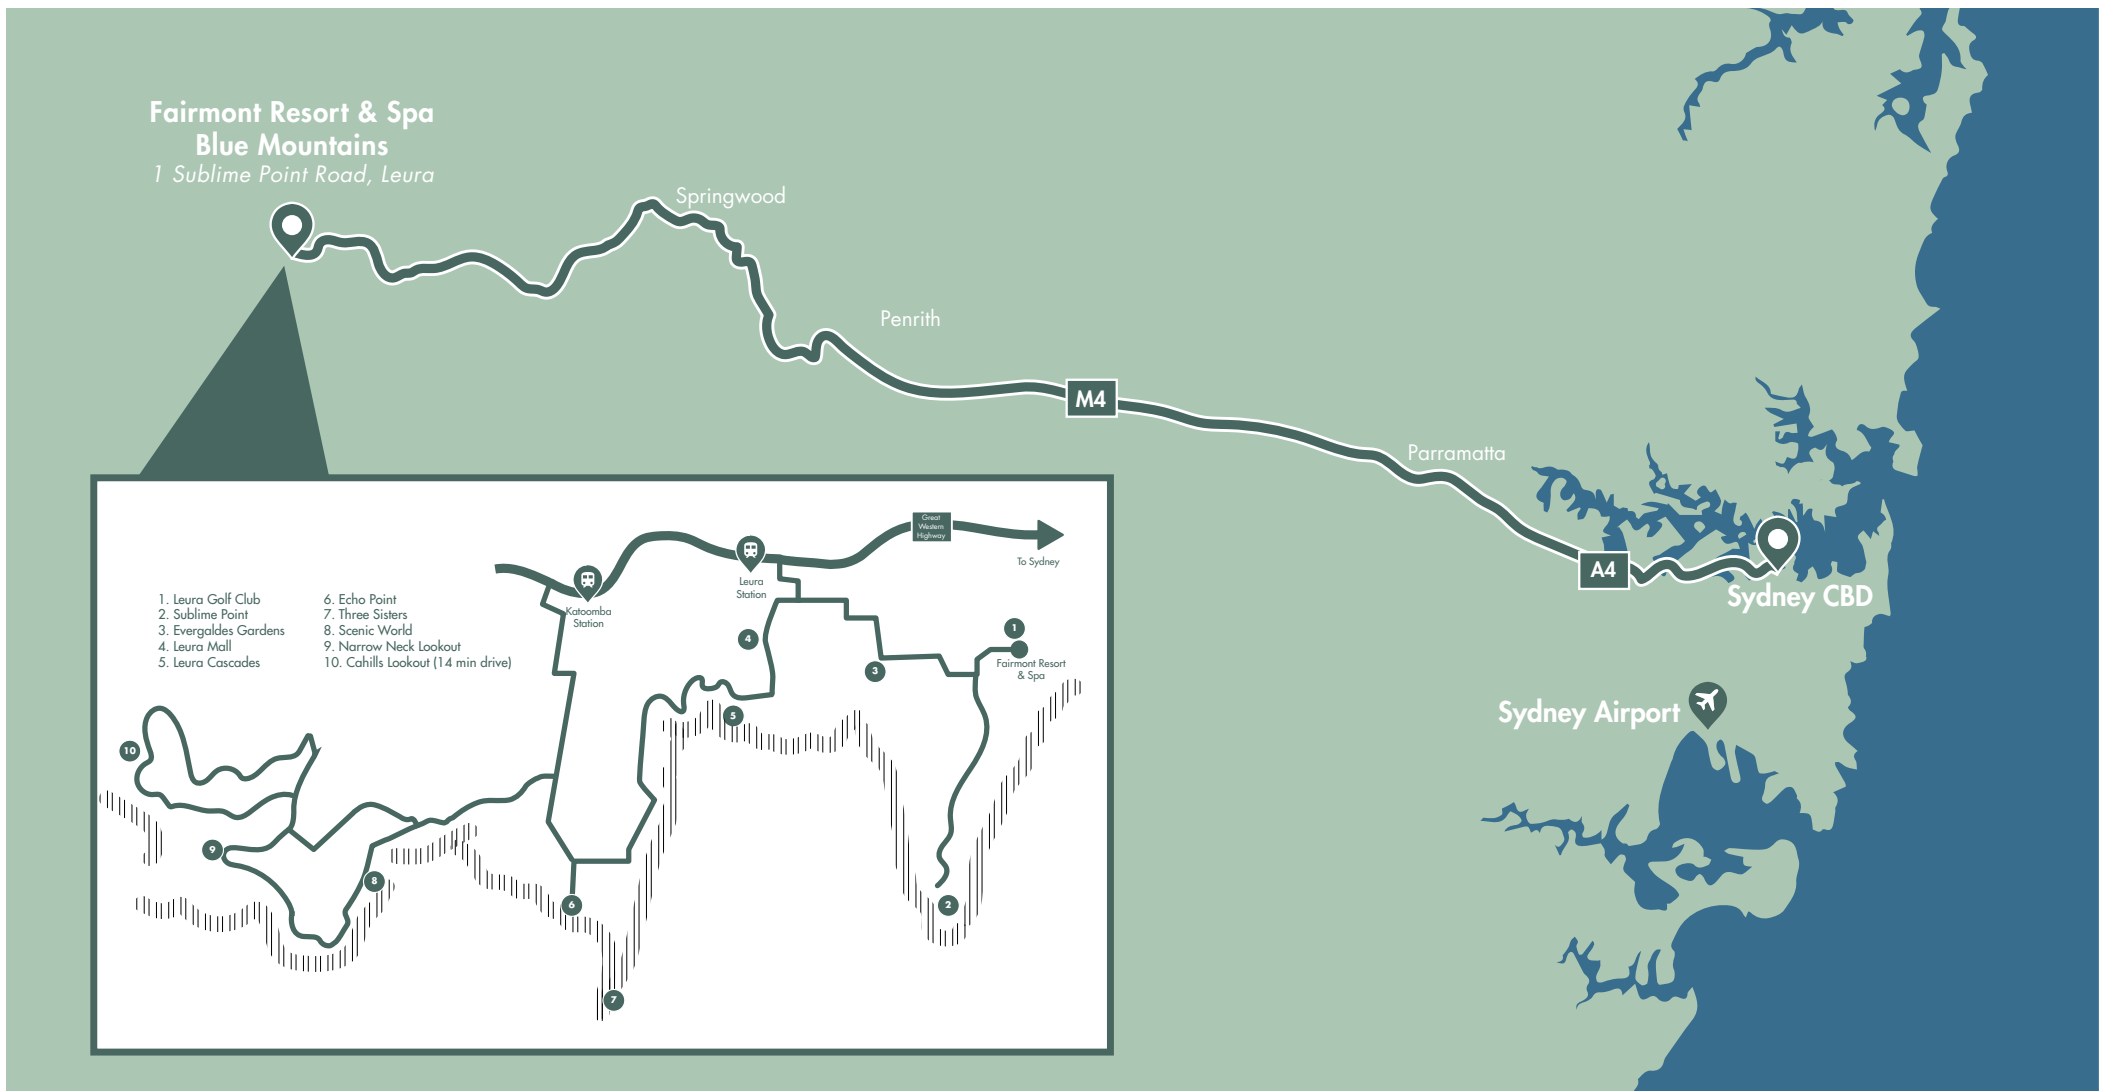 Fairmont Resort & Spa
Blue Mountains
1 Sublime Point Road, Leura
Springwood
Penrith
M4
Parramatta
A4
Sydney CBD
Sydney Airport
Great
Western
Highway
To Sydney
Leura
Station
Katoomba
Station
1. Leura Golf Club
2. Sublime Point
3. Evergaldes Gardens
4. Leura Mall
5. Leura Cascades
6. Echo Point
7. Three Sisters
8. Scenic World
9. Narrow Neck Lookout
10. Cahills Lookout (14 min drive)
1
Fairmont Resort
& Spa
4
3
5
10
9
8
6
2
7